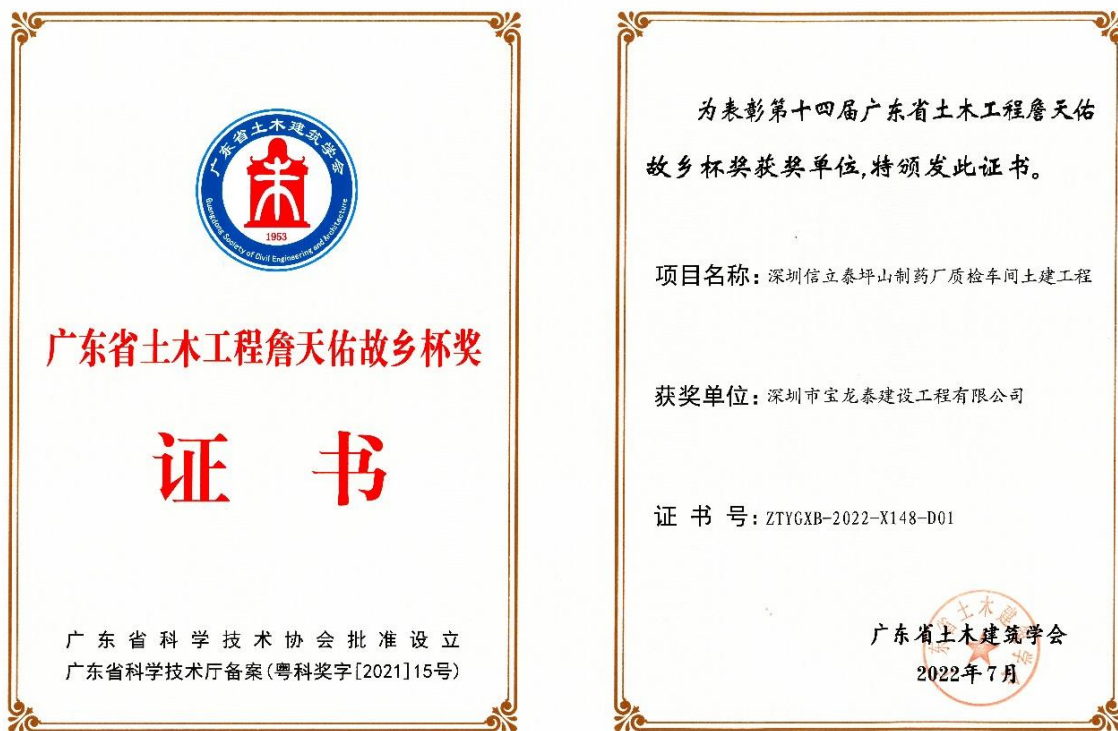 广东省土木建筑学会
1953
Guangdong Society of Civil Engineering and Architecture
广东省土木工程詹天佑故乡杯奖
证 书
广东省科学技术协会批准设立
广东省科学技术厅备案(粤科奖字[2021]15号)
为表彰第十四届广东省土木工程詹天佑
故乡杯奖获奖单位,特颁发此证书。
项目名称:深圳信立泰坪山制药厂质检车间土建工程
获奖单位:深圳市宝龙泰建设工程有限公司
证 书 号:ZTYGXB-2022-X148-D01
广东省土木建筑学会
2022年7月